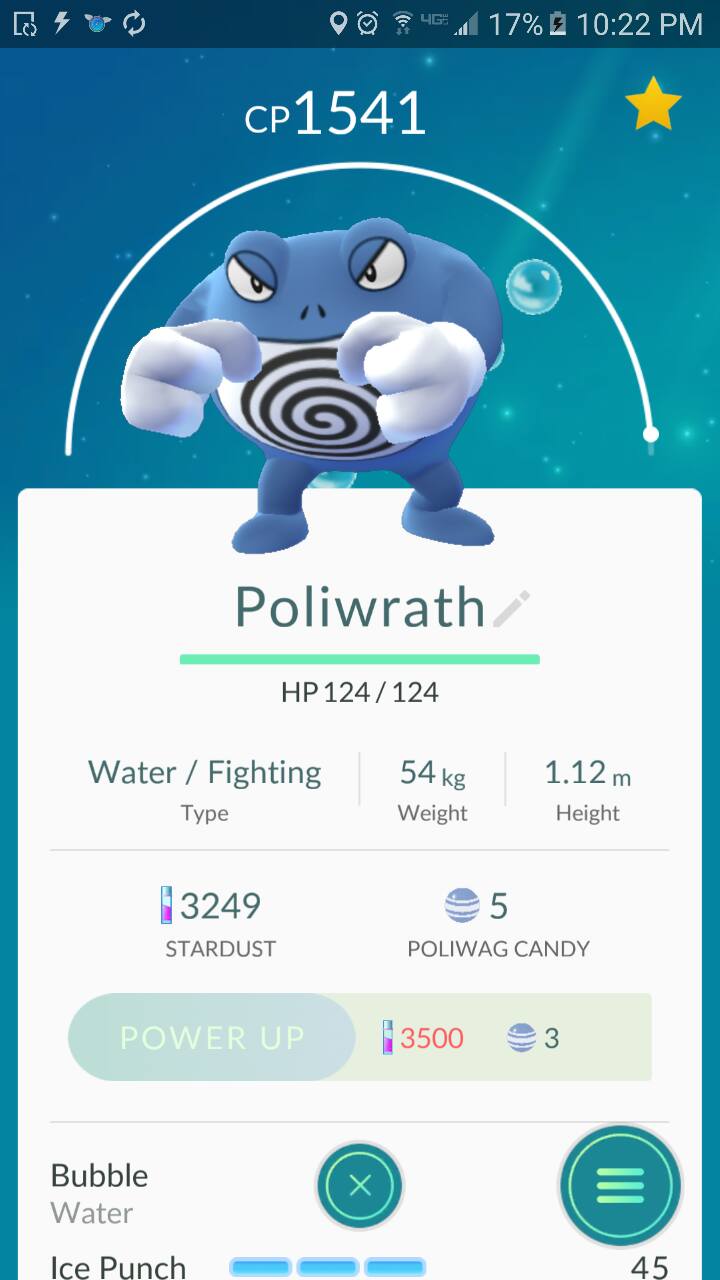 4GE 17% 10:22 PM
CP1541
Poliwrath
HP 124 / 124
Water / Fighting 54 kg 1.12 m
Type Weight Height
3249 5
STARDUST POLIWAG CANDY
POWER UP 3500 3
Bubble
Water
Ice Punch 45